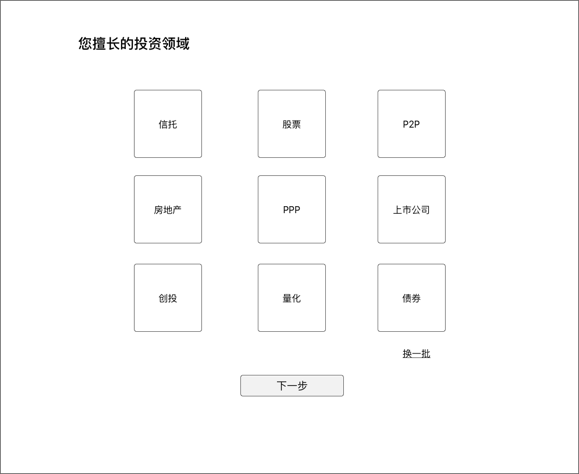 您擅长的投资领域
信托
股票
P2P
房地产
PPP
上市公司
创投
量化
债券
换一批
下一步